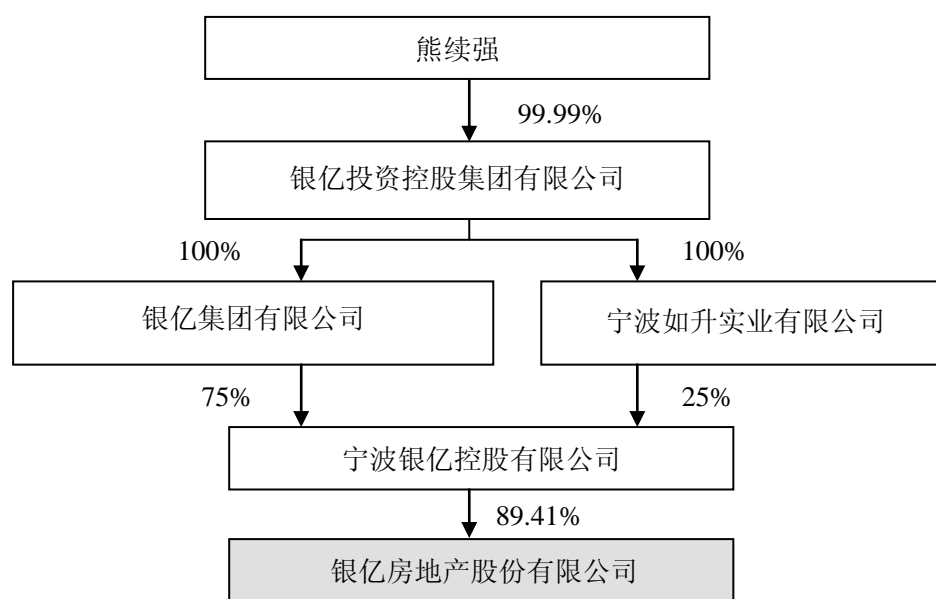 熊续强
99.99%
银亿投资控股集团有限公司
100%
100%
银亿集团有限公司
宁波如升实业有限公司
75%
25%
宁波银亿控股有限公司
89.41%
银亿房地产股份有限公司